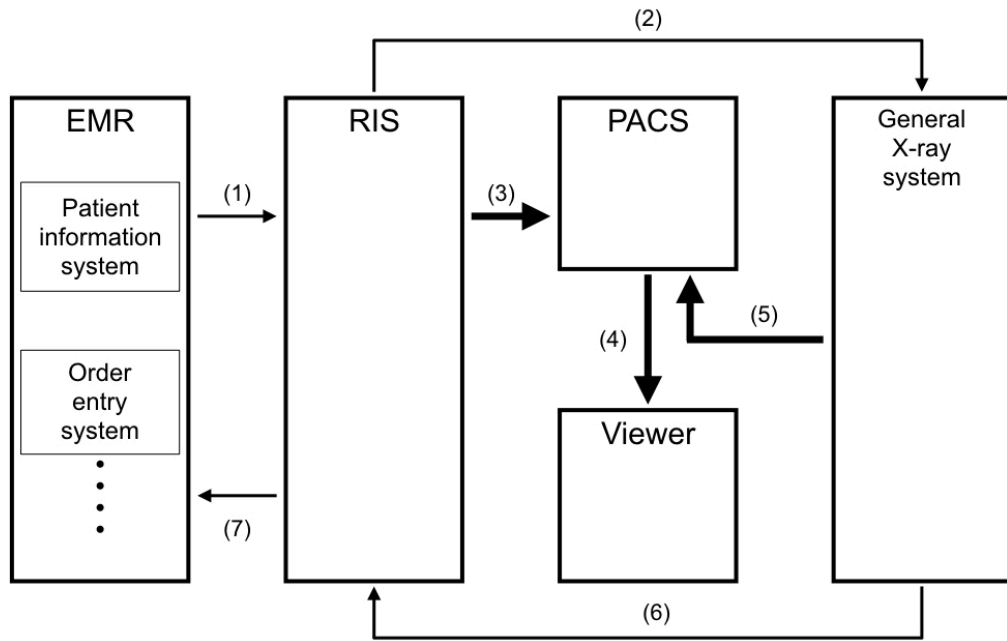 (2)
EMR
RIS
PACS
General
X-ray
system
(1)
(3)
Patient
information
system
(5)
(4)
Order
entry
system
Viewer
(7)
(6)